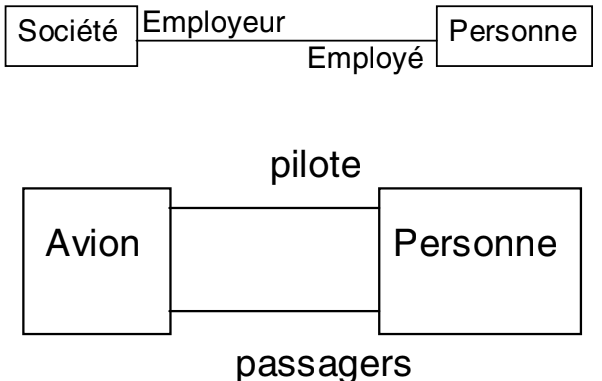 Société Employeur Personne
Employé
pilote
Avion Personne
passagers